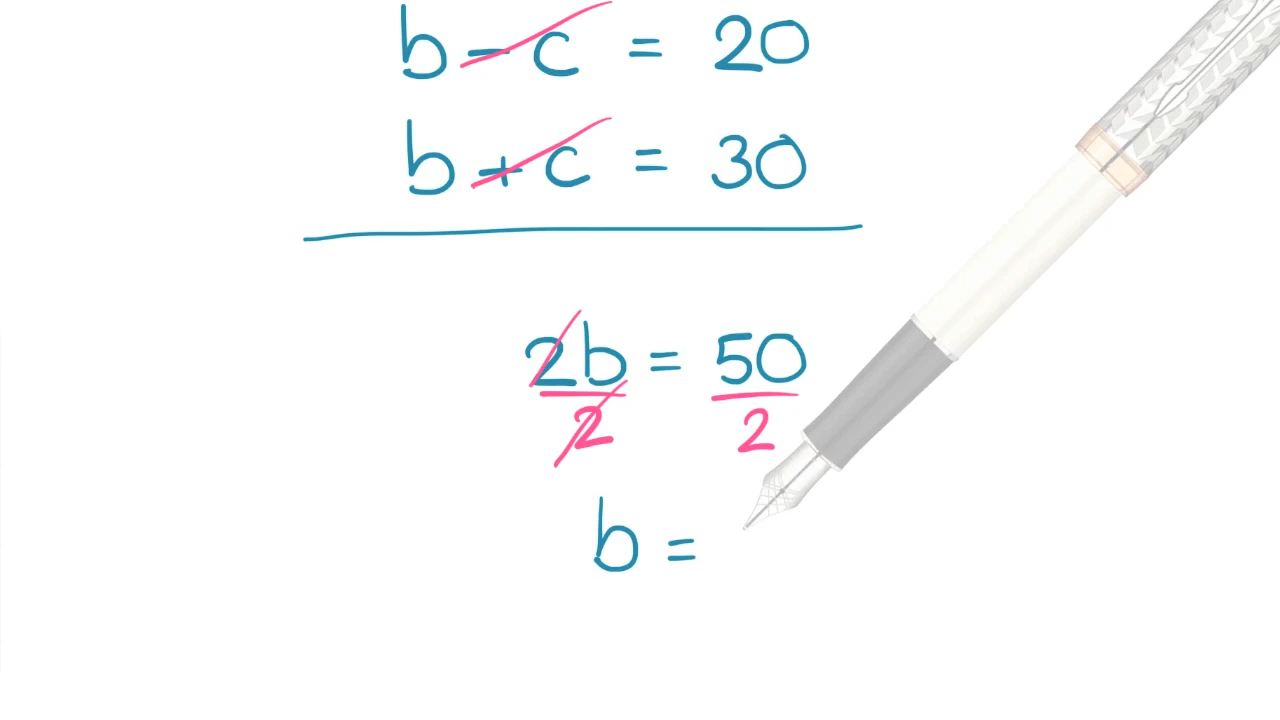 b - c = 20
b + c = 30
2b = 50
2 2
b =